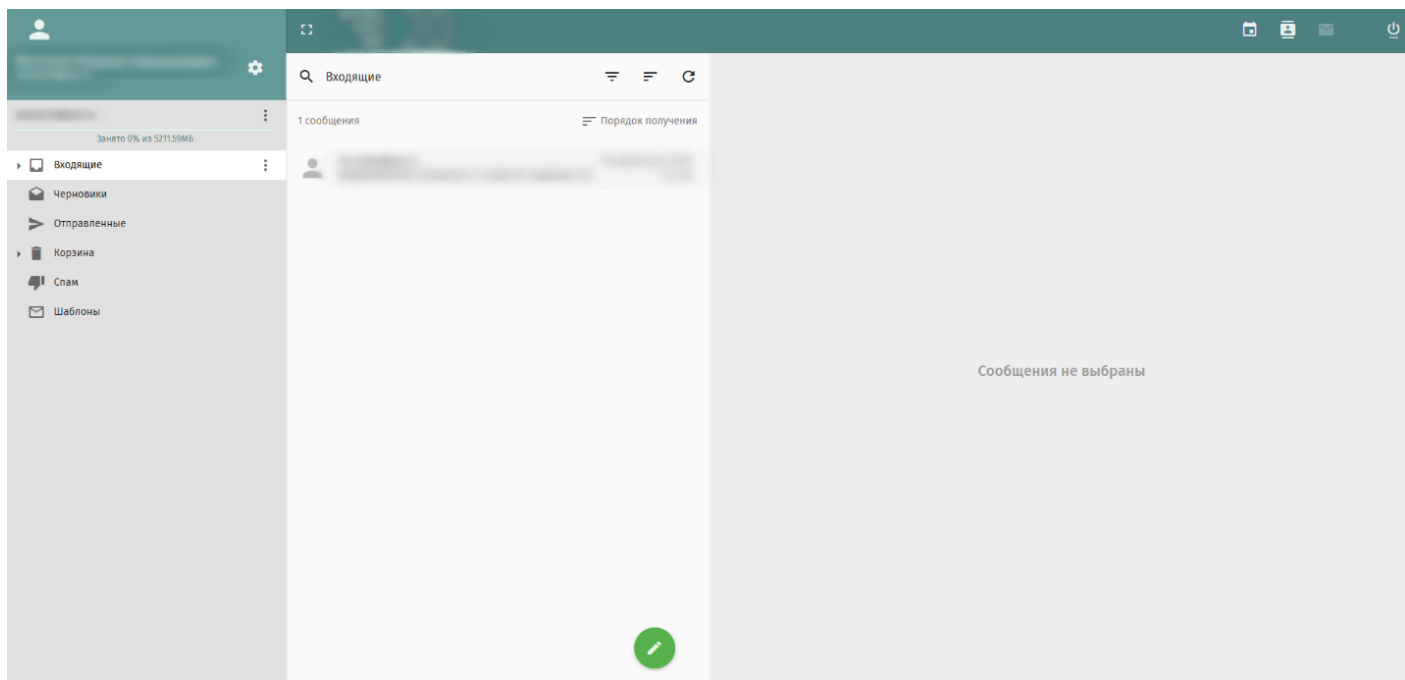 Входящие
1 сообщения
Порядок получения
Занято 0% из 5211.59МБ
Входящие
Черновики
Отправленные
Корзина
Спам
Шаблоны
Сообщения не выбраны